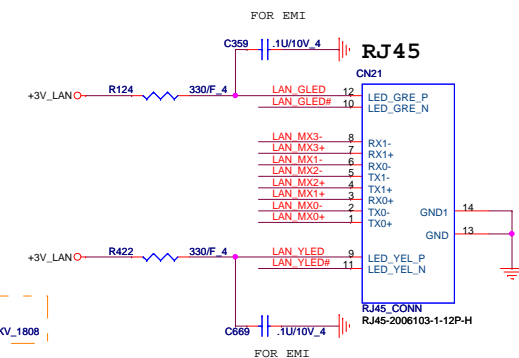 FOR EMI
C359 .1U/10V_4
RJ45
CN21
+3V_LAN R124 330/F_4 LAN_GLED 12 LED_GRE_P
LAN_GLED# 10 LED_GRE_N
LAN_MX3- 8 RX1-
LAN_MX3+ 7 RX1+
LAN_MX1- 6 RX0-
LAN_MX2- 5 TX1-
LAN_MX2+ 4 TX1+
LAN_MX1+ 3 RX0+
LAN_MX0- 2 TX0- GND1 14
LAN_MX0+ 1 TX0+
GND 13
+3V_LAN R422 330/F_4 LAN_YLED 9 LED_YEL_P
LAN_YLED# 11 LED_YEL_N
RJ45_CONN
RJ45-2006103-1-12P-H
KV_1808
C669 .1U/10V_4
FOR EMI